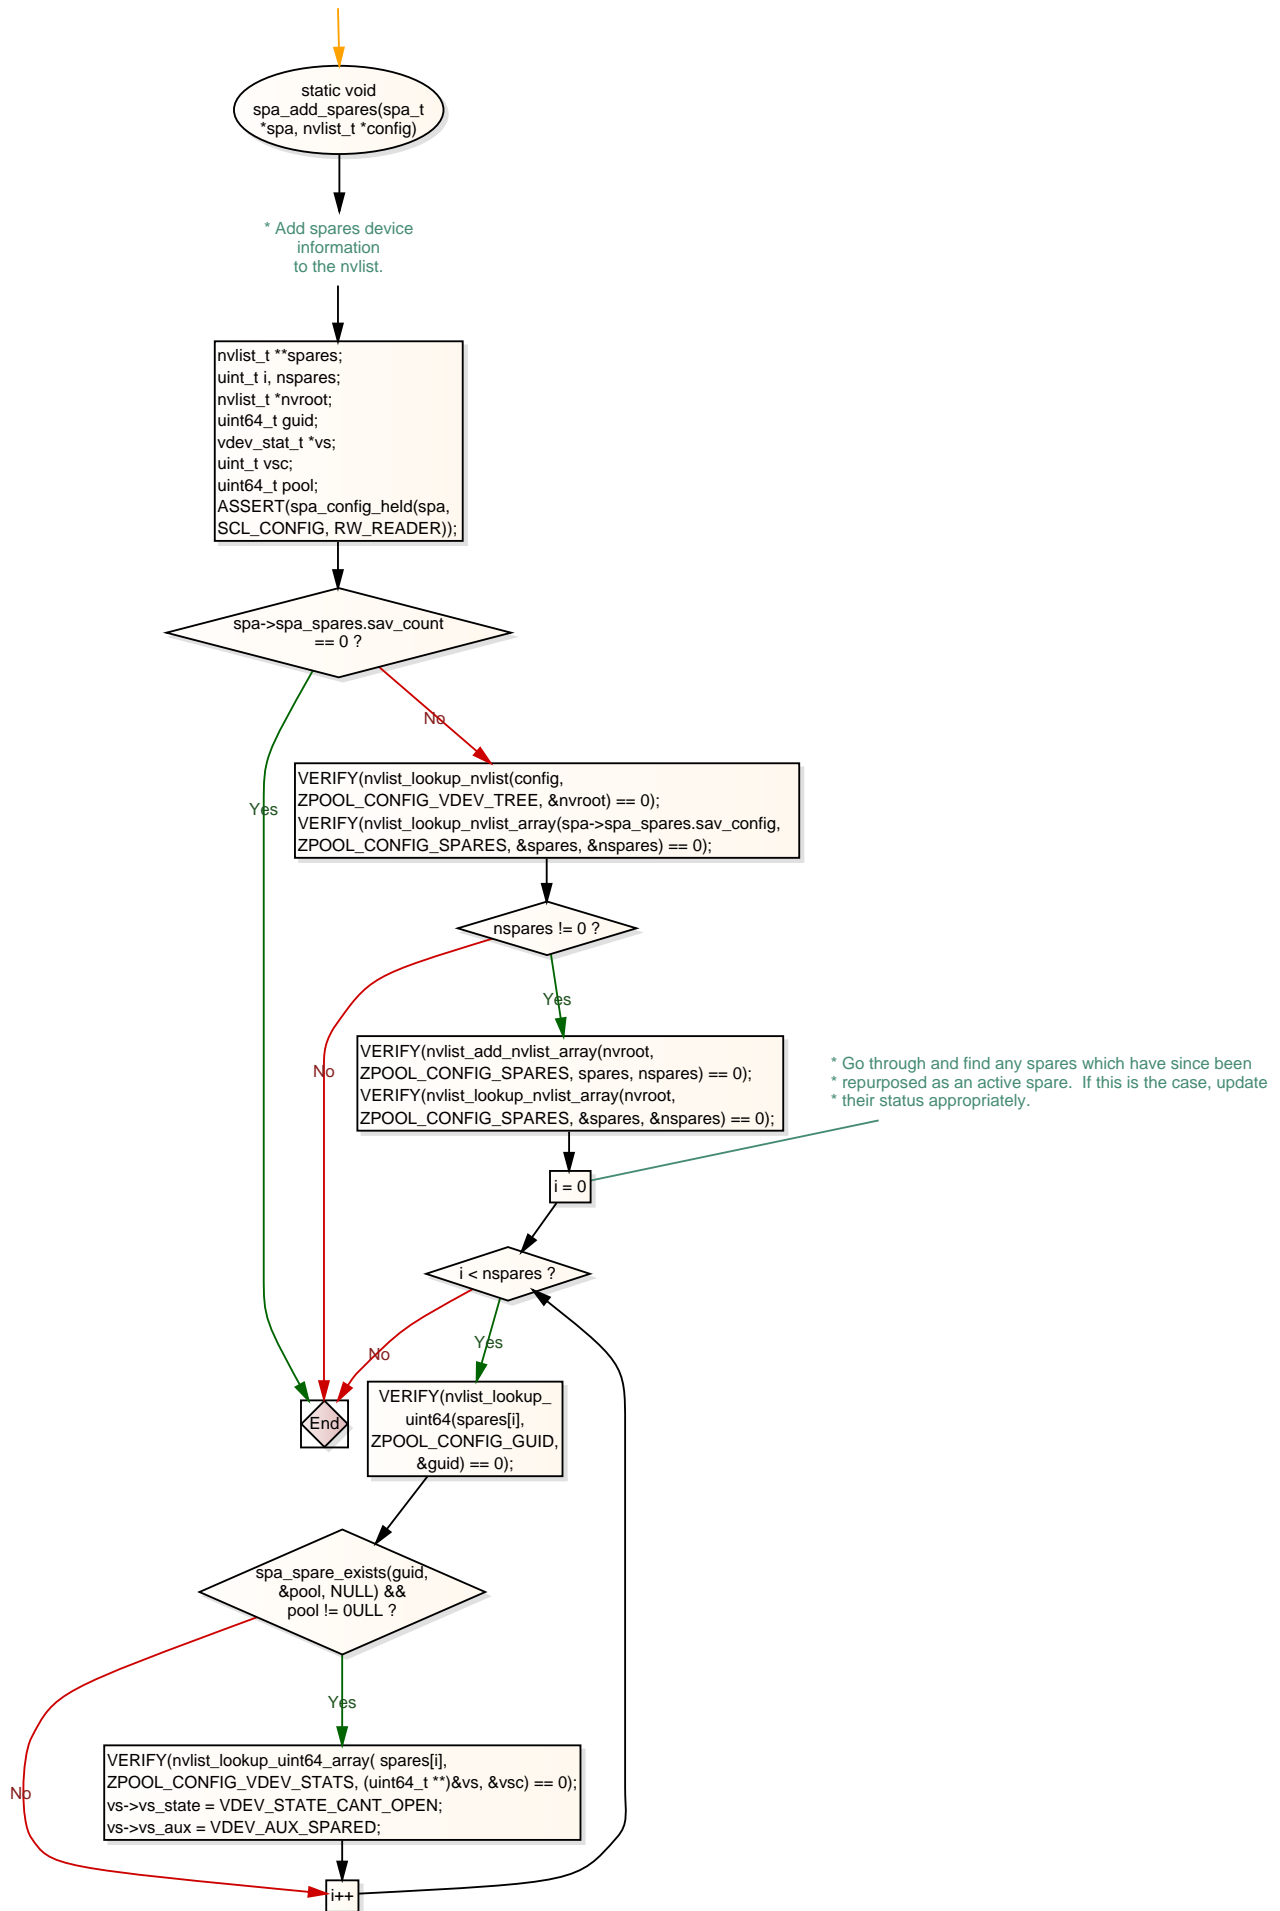 static void
spa_add_spares(spa_t
*spa, nvlist_t *config)
* Add spares device
information
to the nvlist.
nvlist_t **spares;
uint_t i, nspares;
nvlist_t *nvroot;
uint64_t guid;
vdev_stat_t *vs;
uint_t vsc;
uint64_t pool;
ASSERT(spa_config_held(spa,
SCL_CONFIG, RW_READER));
spa->spa_spares.sav_count
== 0 ?
No
Yes
VERIFY(nvlist_lookup_nvlist(config,
ZPOOL_CONFIG_VDEV_TREE, &nvroot) == 0);
VERIFY(nvlist_lookup_nvlist_array(spa->spa_spares.sav_config,
ZPOOL_CONFIG_SPARES, &spares, &nspares) == 0);
nspares != 0 ?
Yes
No
VERIFY(nvlist_add_nvlist_array(nvroot,
ZPOOL_CONFIG_SPARES, spares, nspares) == 0);
VERIFY(nvlist_lookup_nvlist_array(nvroot,
ZPOOL_CONFIG_SPARES, &spares, &nspares) == 0);
* Go through and find any spares which have since been
* repurposed as an active spare.  If this is the case, update
* their status appropriately.
i = 0
i < nspares ?
Yes
No
End
VERIFY(nvlist_lookup_
uint64(spares[i],
ZPOOL_CONFIG_GUID,
&guid) == 0);
spa_spare_exists(guid,
&pool, NULL) &&
pool != 0ULL ?
Yes
No
VERIFY(nvlist_lookup_uint64_array( spares[i],
ZPOOL_CONFIG_VDEV_STATS, (uint64_t **)&vs, &vsc) == 0);
vs->vs_state = VDEV_STATE_CANT_OPEN;
vs->vs_aux = VDEV_AUX_SPARED;
i++